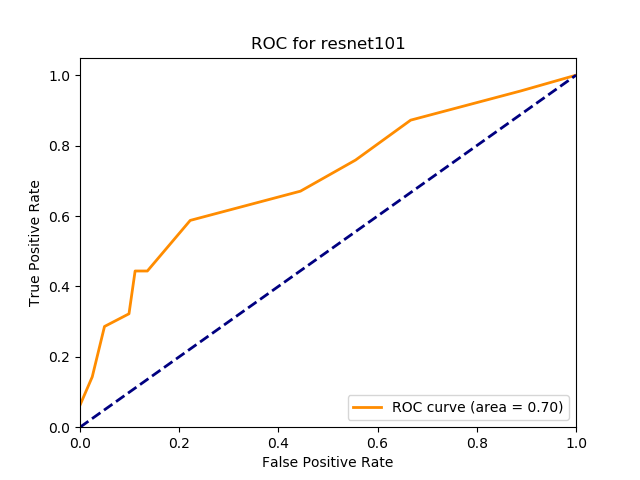 ROC for resnet101
True Positive Rate
1.0
0.8
0.6
0.4
0.2
0.0
ROC curve (area = 0.70)
0.0 0.2 0.4 0.6 0.8 1.0
False Positive Rate